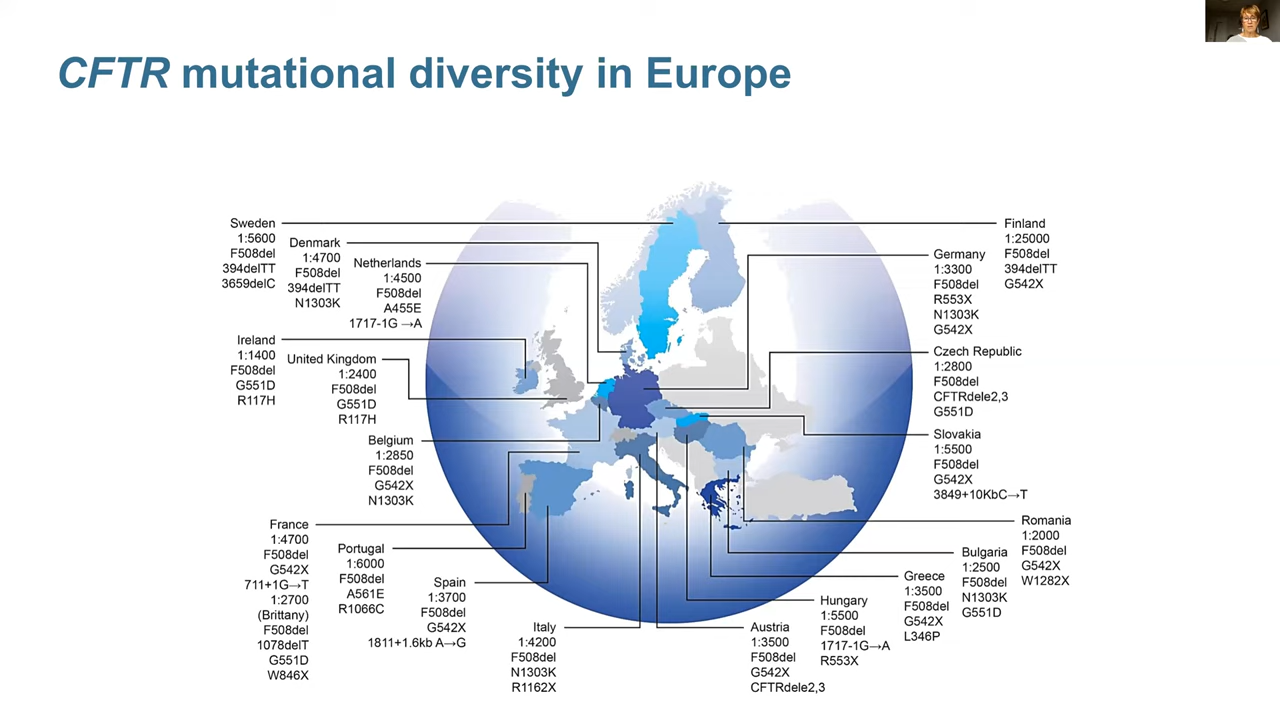 CFTR mutational diversity in Europe
Sweden
1:5600
F508del
394delTT
3659delC
Denmark
1:4700
F508del
394delTT
N1303K
Netherlands
1:4500
F508del
A455E
1717-1G→A
Ireland
1:1400
F508del
G551D
R117H
United Kingdom
1:2400
F508del
G551D
R117H
Belgium
1:2850
F508del
G542X
N1303K
France
1:4700
F508del
G542X
711+1G→T
1:2700
(Brittany)
F508del
1078delT
G551D
W846X
Portugal
1:6000
F508del
A561E
R1066C
Spain
1:3700
F508del
G542X
1811+1.6kb A→G
Italy
1:4200
F508del
N1303K
R1162X
Finland
1:25000
F508del
394delTT
G542X
Germany
1:3300
F508del
R553X
N1303K
G542X
Czech Republic
1:2800
F508del
CFTRdele2,3
G551D
Slovakia
1:5500
F508del
G542X
3849+10KbC→T
Romania
1:2000
F508del
G542X
W1282X
Bulgaria
1:2500
F508del
N1303K
G551D
Greece
1:3500
F508del
G542X
L346P
Hungary
1:5500
F508del
1717-1G→A
R553X
Austria
1:3500
F508del
G542X
CFTRdele2,3